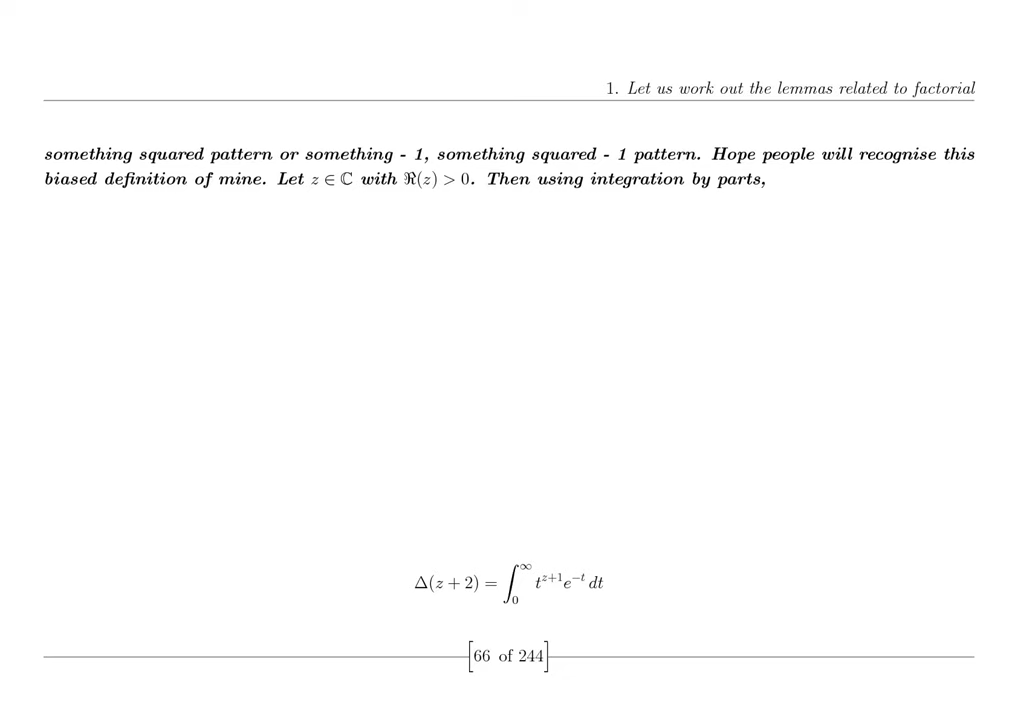 1. Let us work out the lemmas related to factorial
something squared pattern or something - 1, something squared - 1 pattern. Hope people will recognise this
biased definition of mine. Let z ∈ ℂ with ℜ(z) > 0. Then using integration by parts,
Δ(z + 2) = ∫₀^∞ t^{z+1} e^{−t} dt
[66 of 244]